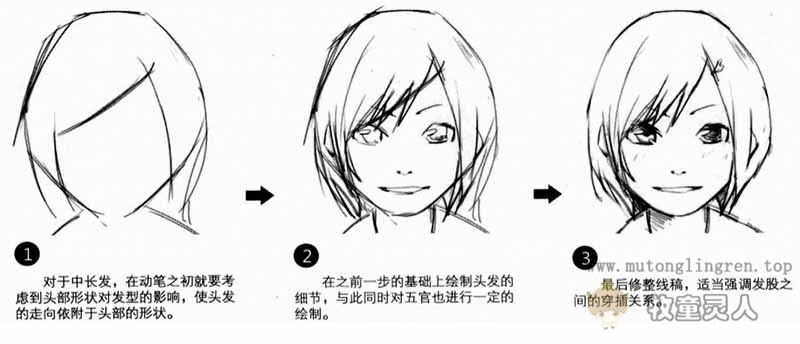 1
对于中长发，在动笔之初就要考
虑到头部形状对发型的影响，使头发
的走向依附于头部的形状。
2
在之前一步的基础上绘制头发的
细节，与此同时对五官也进行一定的
绘制。
3
www.mutonglingren.top
最后修整线稿，适当强调发股之
间的穿插关系。
牧童灵人